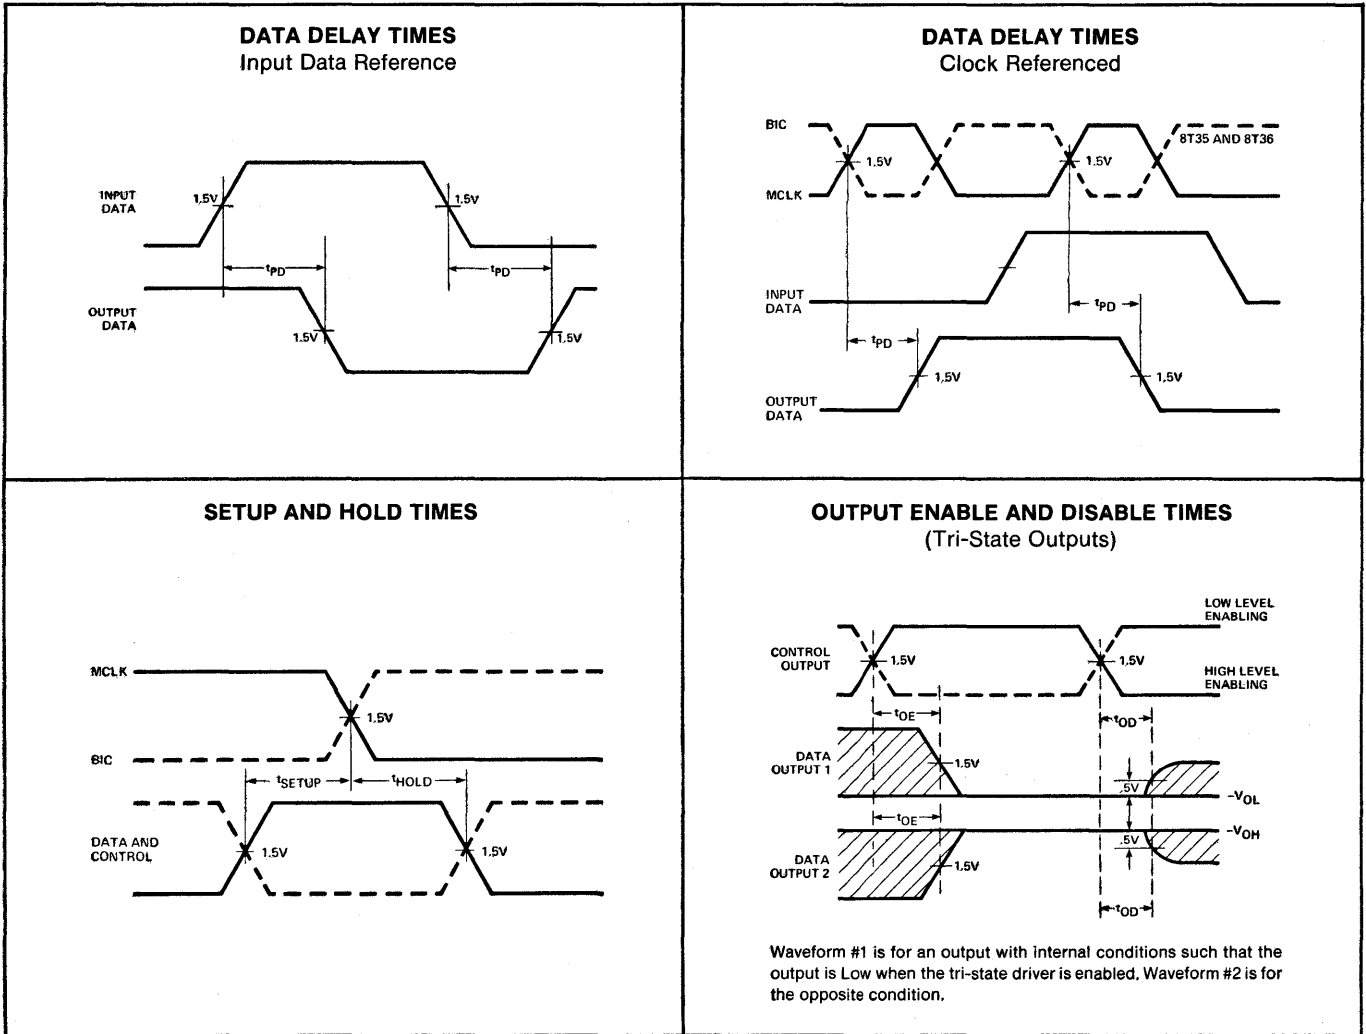 DATA DELAY TIMES
Input Data Reference
INPUT
DATA
1.5V
1.5V
tPD
tPD
OUTPUT
DATA
1.5V
1.5V
DATA DELAY TIMES
Clock Referenced
BIC
8T35 AND 8T36
1.5V
1.5V
MCLK
INPUT
DATA
tPD
tPD
1.5V
1.5V
OUTPUT
DATA
SETUP AND HOLD TIMES
MCLK
1.5V
BIC
tSETUP
tHOLD
DATA AND
CONTROL
1.5V
1.5V
OUTPUT ENABLE AND DISABLE TIMES
(Tri-State Outputs)
LOW LEVEL
ENABLING
CONTROL
OUTPUT
1.5V
1.5V
HIGH LEVEL
ENABLING
tOE
tOD
DATA
OUTPUT 1
1.5V
.5V
-VOL
tOE
-VOH
.5V
DATA
OUTPUT 2
1.5V
tOD
Waveform #1 is for an output with internal conditions such that the
output is Low when the tri-state driver is enabled. Waveform #2 is for
the opposite condition.